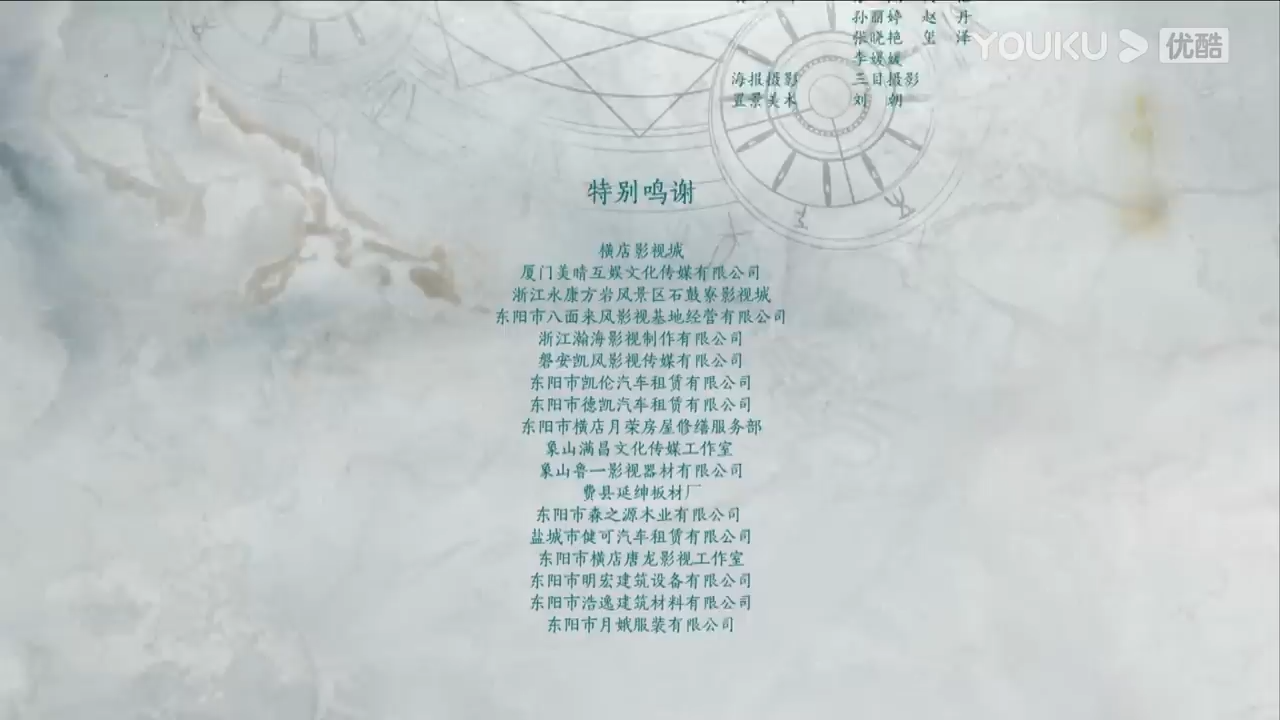 孙丽婷 赵 丹
张晓艳 玺 泽
YOUKU 优酷
李媛媛
海报摄影 三目摄影
置景美术 刘 朝
特别鸣谢
横店影视城
厦门美晴互娱文化传媒有限公司
浙江永康方岩风景区石鼓寮影视城
东阳市八面来风影视基地经营有限公司
浙江瀚海影视制作有限公司
磐安凯风影视传媒有限公司
东阳市凯伦汽车租赁有限公司
东阳市德凯汽车租赁有限公司
东阳市横店月荣房屋修缮服务部
象山满昌文化传媒工作室
象山鲁一影视器材有限公司
费县延绅板材厂
东阳市森之源木业有限公司
盐城市健可汽车租赁有限公司
东阳市横店唐龙影视工作室
东阳市明宏建筑设备有限公司
东阳市浩逸建筑材料有限公司
东阳市月娥服装有限公司